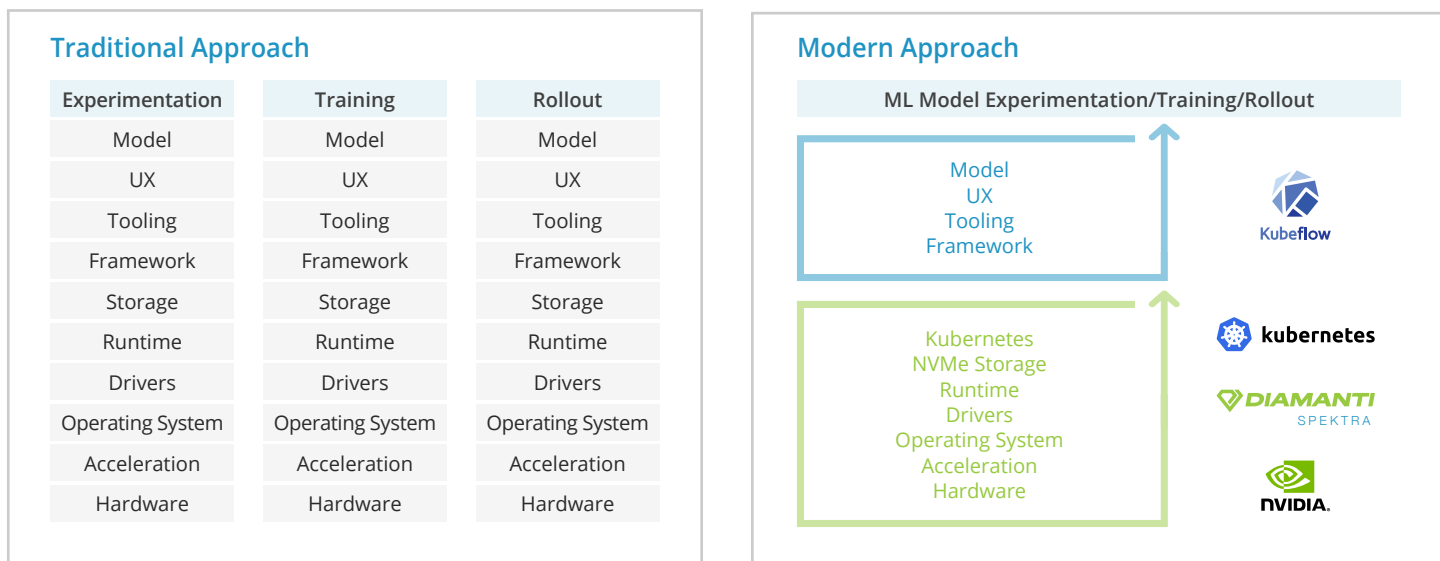 Traditional Approach
Experimentation Training Rollout
Model Model Model
UX UX UX
Tooling Tooling Tooling
Framework Framework Framework
Storage Storage Storage
Runtime Runtime Runtime
Drivers Drivers Drivers
Operating System Operating System Operating System
Acceleration Acceleration Acceleration
Hardware Hardware Hardware
Modern Approach
ML Model Experimentation/Training/Rollout
Model
UX
Tooling
Framework
Kubeflow
Kubernetes
NVMe Storage
Runtime
Drivers
Operating System
Acceleration
Hardware
kubernetes
DIAMANTI
SPEKTRA
NVIDIA.